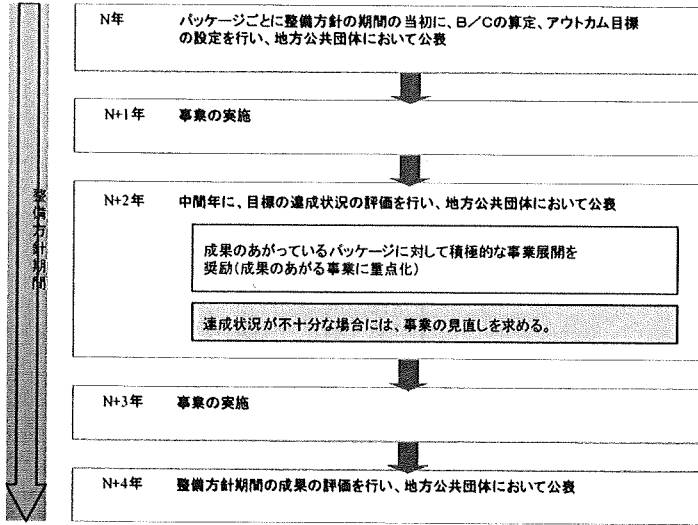 N年 パッケージごとに整備方針の期間の当初に、B/Cの算定、アウトカム目標
の設定を行い、地方公共団体において公表
N+1年 事業の実施
N+2年 中間年に、目標の達成状況の評価を行い、地方公共団体において公表
成果のあがっているパッケージに対して積極的な事業展開を
奨励(成果のあがる事業に重点化)
達成状況が不十分な場合には、事業の見直しを求める。
N+3年 事業の実施
N+4年 整備方針期間の成果の評価を行い、地方公共団体において公表
整備方針期間